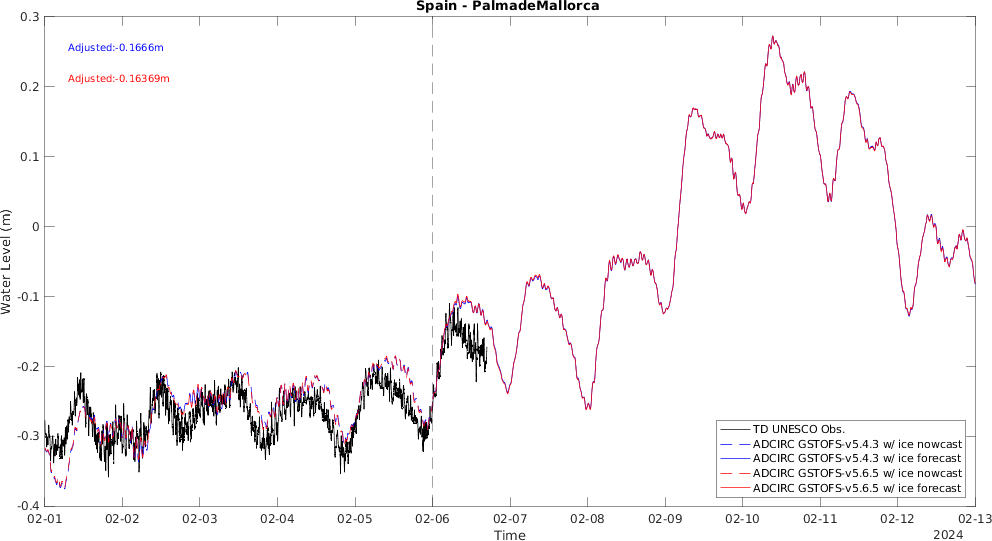 Spain - PalmadeMallorca
0.3
0.2
0.1
0
-0.1
-0.2
-0.3
-0.4
Water Level (m)
Adjusted:-0.1666m
Adjusted:-0.16369m
TD UNESCO Obs.
ADCIRC GSTOFS-v5.4.3 w/ ice nowcast
ADCIRC GSTOFS-v5.4.3 w/ ice forecast
ADCIRC GSTOFS-v5.6.5 w/ ice nowcast
ADCIRC GSTOFS-v5.6.5 w/ ice forecast
02-01 02-02 02-03 02-04 02-05 02-06 02-07 02-08 02-09 02-10 02-11 02-12 02-13
Time
2024